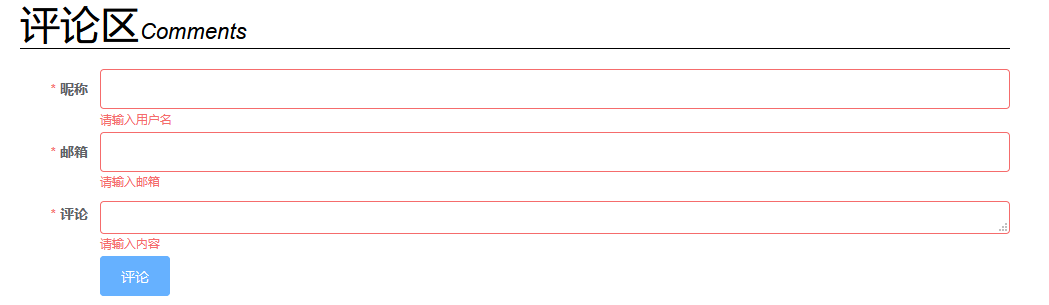 评论区Comments
* 昵称
请输入用户名
* 邮箱
请输入邮箱
* 评论
请输入内容
评论